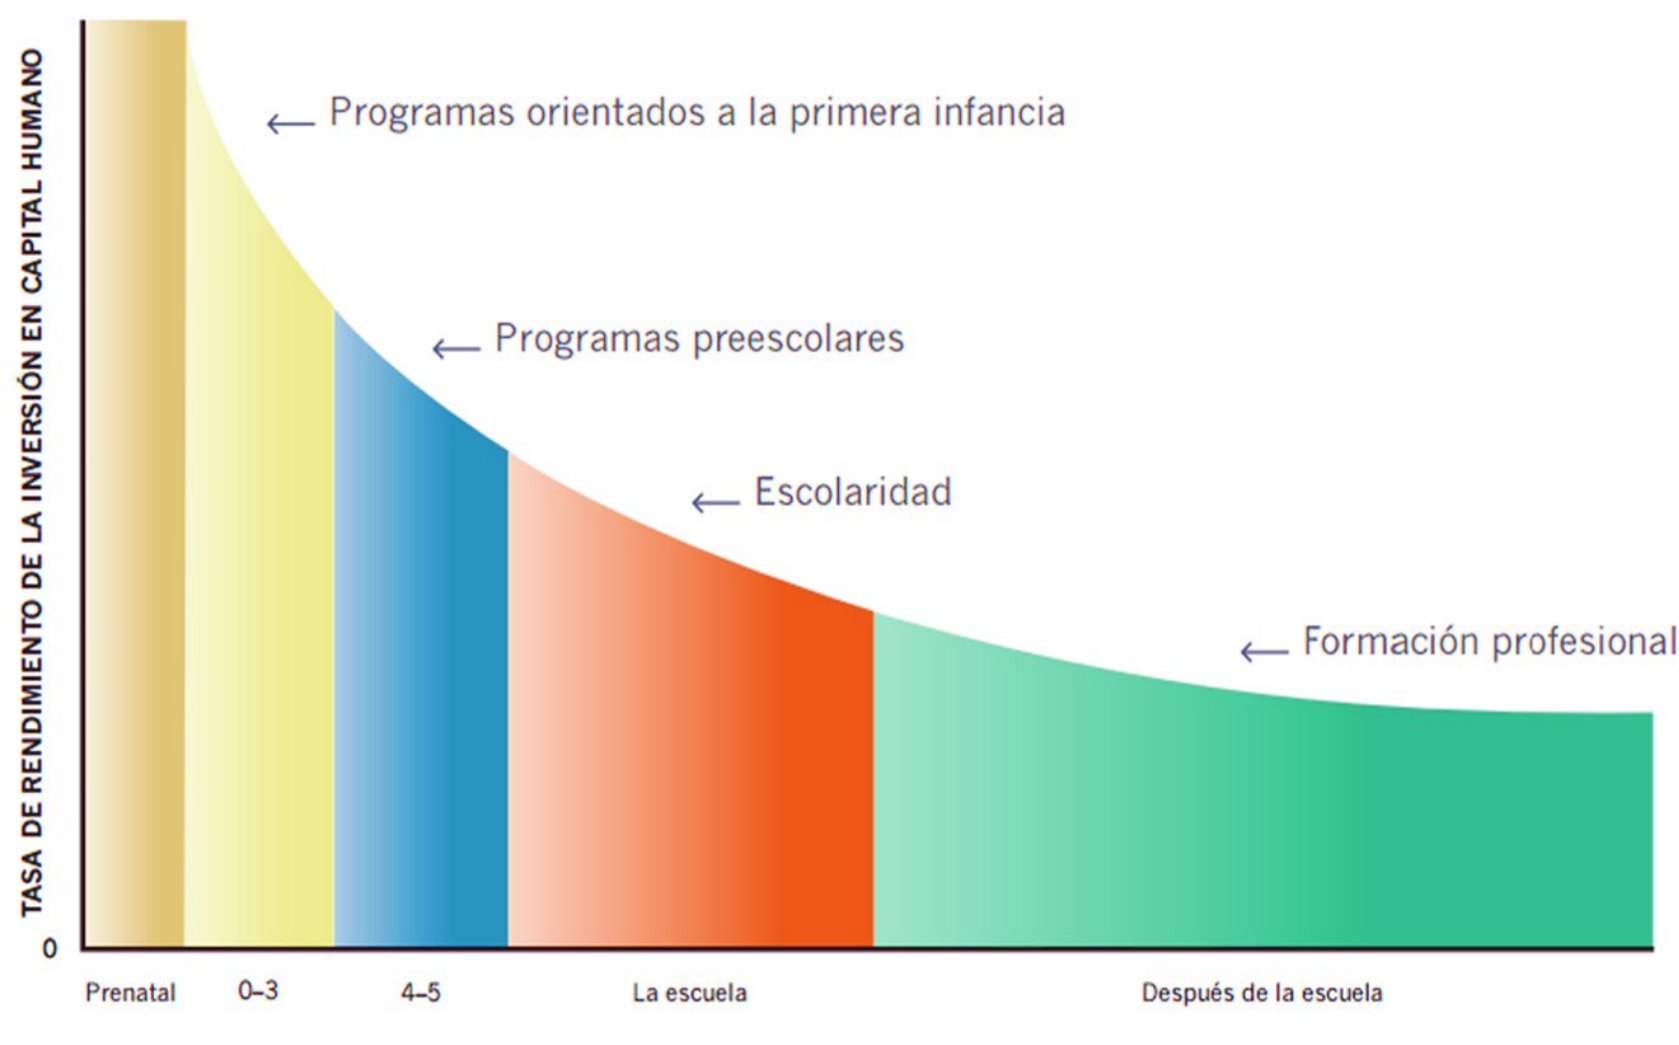 TASA DE RENDIMIENTO DE LA INVERSIÓN EN CAPITAL HUMANO
← Programas orientados a la primera infancia
← Programas preescolares
← Escolaridad
← Formación profesional
0
Prenatal 0–3 4–5 La escuela Después de la escuela